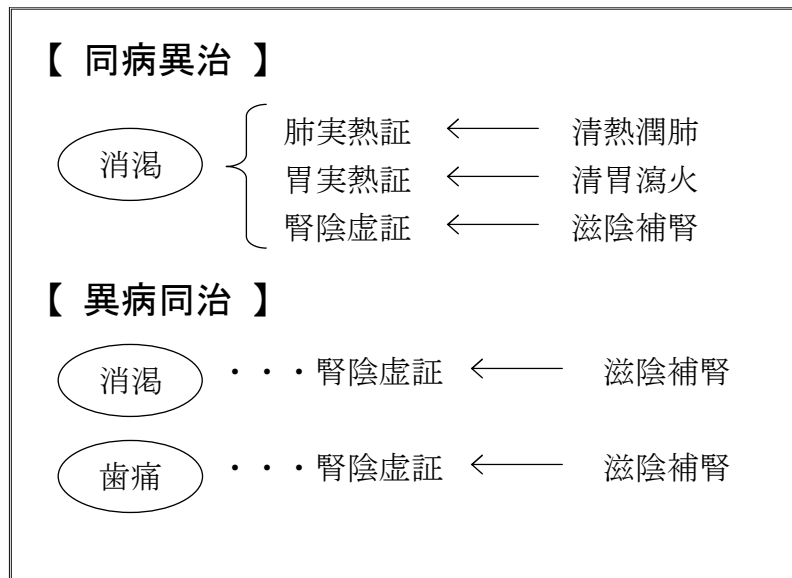 【 同病異治 】
肺実熱証 ← 清熱潤肺
消渇 胃実熱証 ← 清胃瀉火
腎陰虚証 ← 滋陰補腎
【 異病同治 】
消渇 ・・・腎陰虚証 ← 滋陰補腎
歯痛 ・・・腎陰虚証 ← 滋陰補腎